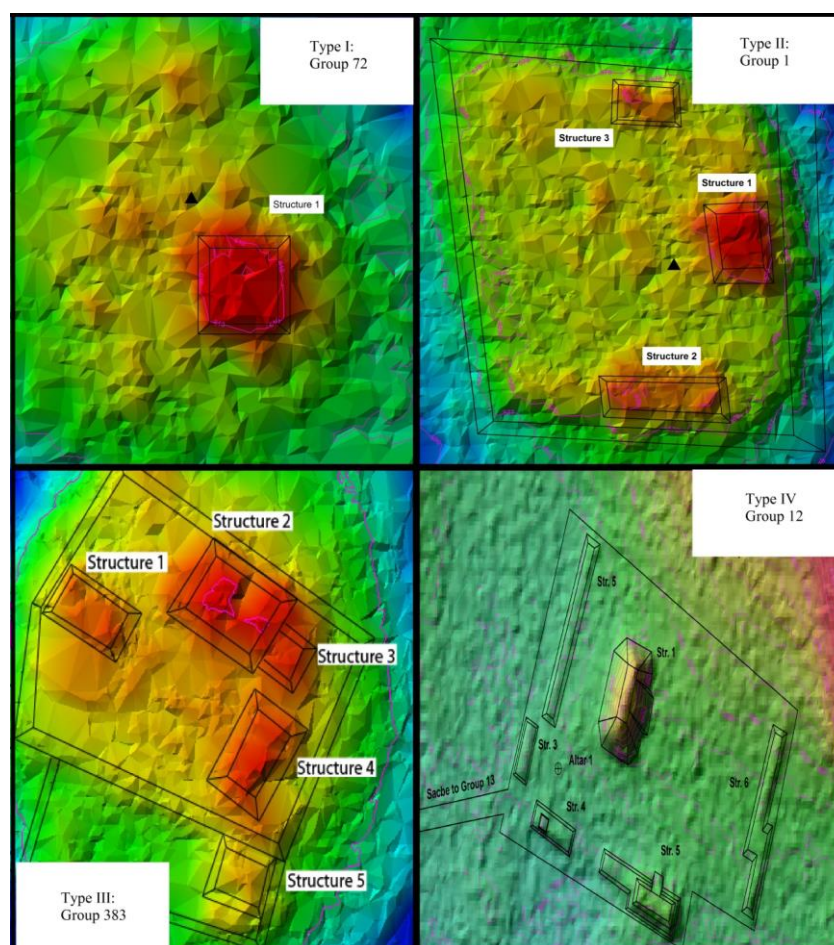 Type I:
Group 72
Structure 1
Type II:
Group 1
Structure 3
Structure 1
Structure 2
Structure 2
Structure 1
Structure 3
Structure 4
Structure 5
Type III:
Group 383
Type IV
Group 12
Str. 5
Str. 1
Str. 3
Altar 1
Str. 6
Sacbe to Group 13
Str. 4
Str. 5